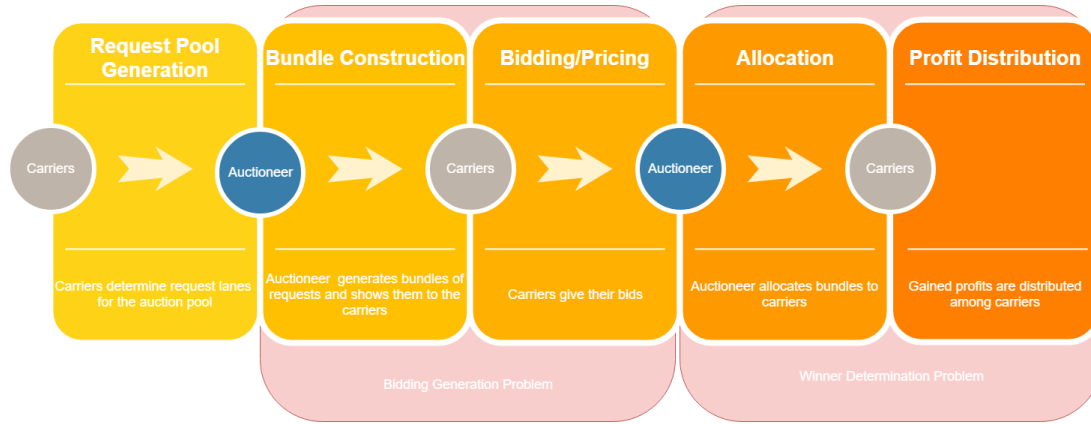 Request Pool
Generation
Bundle Construction
Bidding/Pricing
Allocation
Profit Distribution
Carriers
Auctioneer
Carriers
Auctioneer
Carriers
Carriers determine request lanes
for the auction pool
Auctioneer generates bundles of
requests and shows them to the
carriers
Carriers give their bids
Auctioneer allocates bundles to
carriers
Gained profits are distributed
among carriers
Bidding Generation Problem
Winner Determination Problem